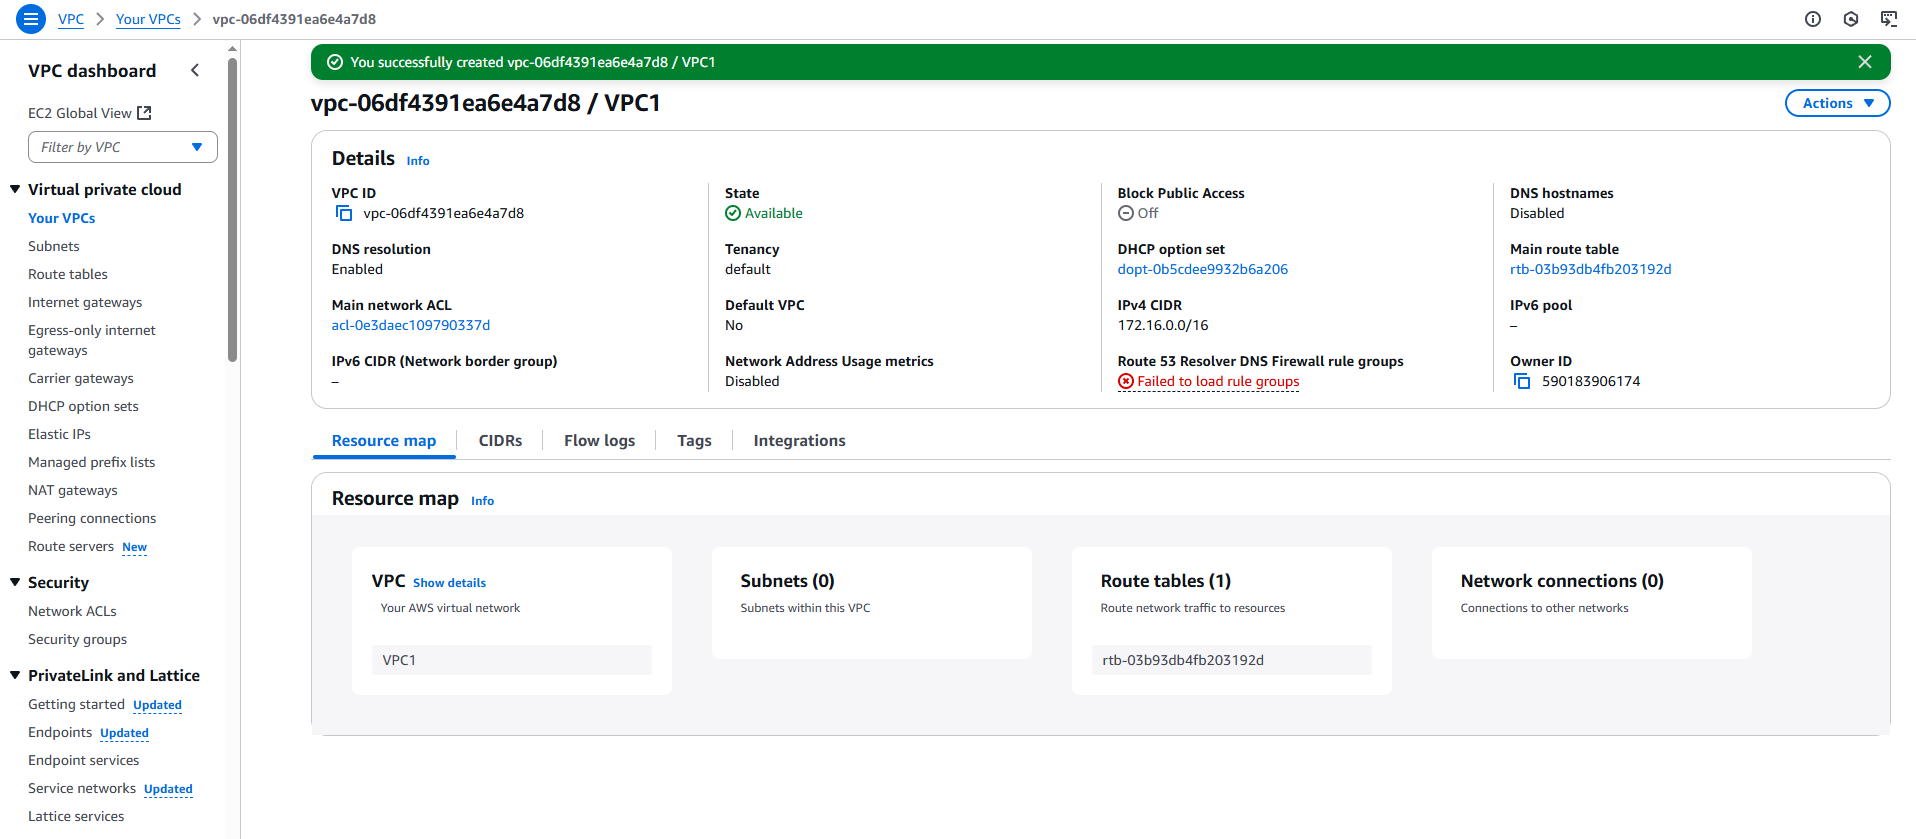 VPC > Your VPCs > vpc-06df4391ea6e4a7d8
VPC dashboard
EC2 Global View
Filter by VPC
Virtual private cloud
Your VPCs
Subnets
Route tables
Internet gateways
Egress-only internet
gateways
Carrier gateways
DHCP option sets
Elastic IPs
Managed prefix lists
NAT gateways
Peering connections
Route servers New
Security
Network ACLs
Security groups
PrivateLink and Lattice
Getting started Updated
Endpoints Updated
Endpoint services
Service networks Updated
Lattice services
You successfully created vpc-06df4391ea6e4a7d8 / VPC1
vpc-06df4391ea6e4a7d8 / VPC1
Actions
Details Info
VPC ID
vpc-06df4391ea6e4a7d8
State
Available
Block Public Access
Off
DNS hostnames
Disabled
DNS resolution
Enabled
Tenancy
default
DHCP option set
dopt-0b5cdee9932b6a206
Main route table
rtb-03b93db4fb203192d
Main network ACL
acl-0e3daec109790337d
Default VPC
No
IPv4 CIDR
172.16.0.0/16
IPv6 pool
–
IPv6 CIDR (Network border group)
–
Network Address Usage metrics
Disabled
Route 53 Resolver DNS Firewall rule groups
Failed to load rule groups
Owner ID
590183906174
Resource map
CIDRs
Flow logs
Tags
Integrations
Resource map Info
VPC Show details
Your AWS virtual network
VPC1
Subnets (0)
Subnets within this VPC
Route tables (1)
Route network traffic to resources
rtb-03b93db4fb203192d
Network connections (0)
Connections to other networks